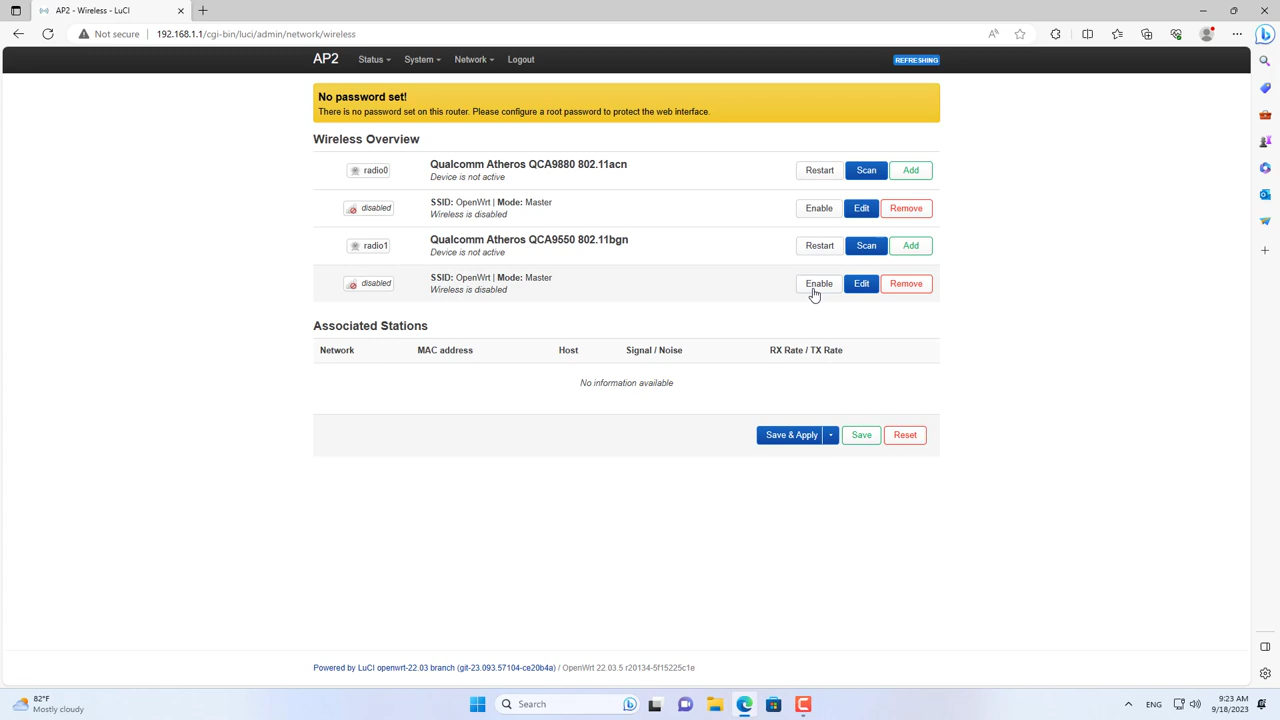 AP2 - Wireless - LuCI
Not secure
192.168.1.1/cgi-bin/luci/admin/network/wireless
AP2 Status System Network Logout REFRESHING
No password set!
There is no password set on this router. Please configure a root password to protect the web interface.
Wireless Overview
radio0 Qualcomm Atheros QCA9880 802.11acn Restart Scan Add
Device is not active
disabled SSID: OpenWrt | Mode: Master Enable Edit Remove
Wireless is disabled
radio1 Qualcomm Atheros QCA9550 802.11bgn Restart Scan Add
Device is not active
disabled SSID: OpenWrt | Mode: Master Enable Edit Remove
Wireless is disabled
Associated Stations
Network MAC address Host Signal / Noise RX Rate / TX Rate
No information available
Save & Apply Save Reset
Powered by LuCI openwrt-22.03 branch (git-23.093.57104-ce20b4a) / OpenWrt 22.03.5 r20134-5f15225c1e
82°F
Mostly cloudy
Search
ENG
9:23 AM
9/18/2023